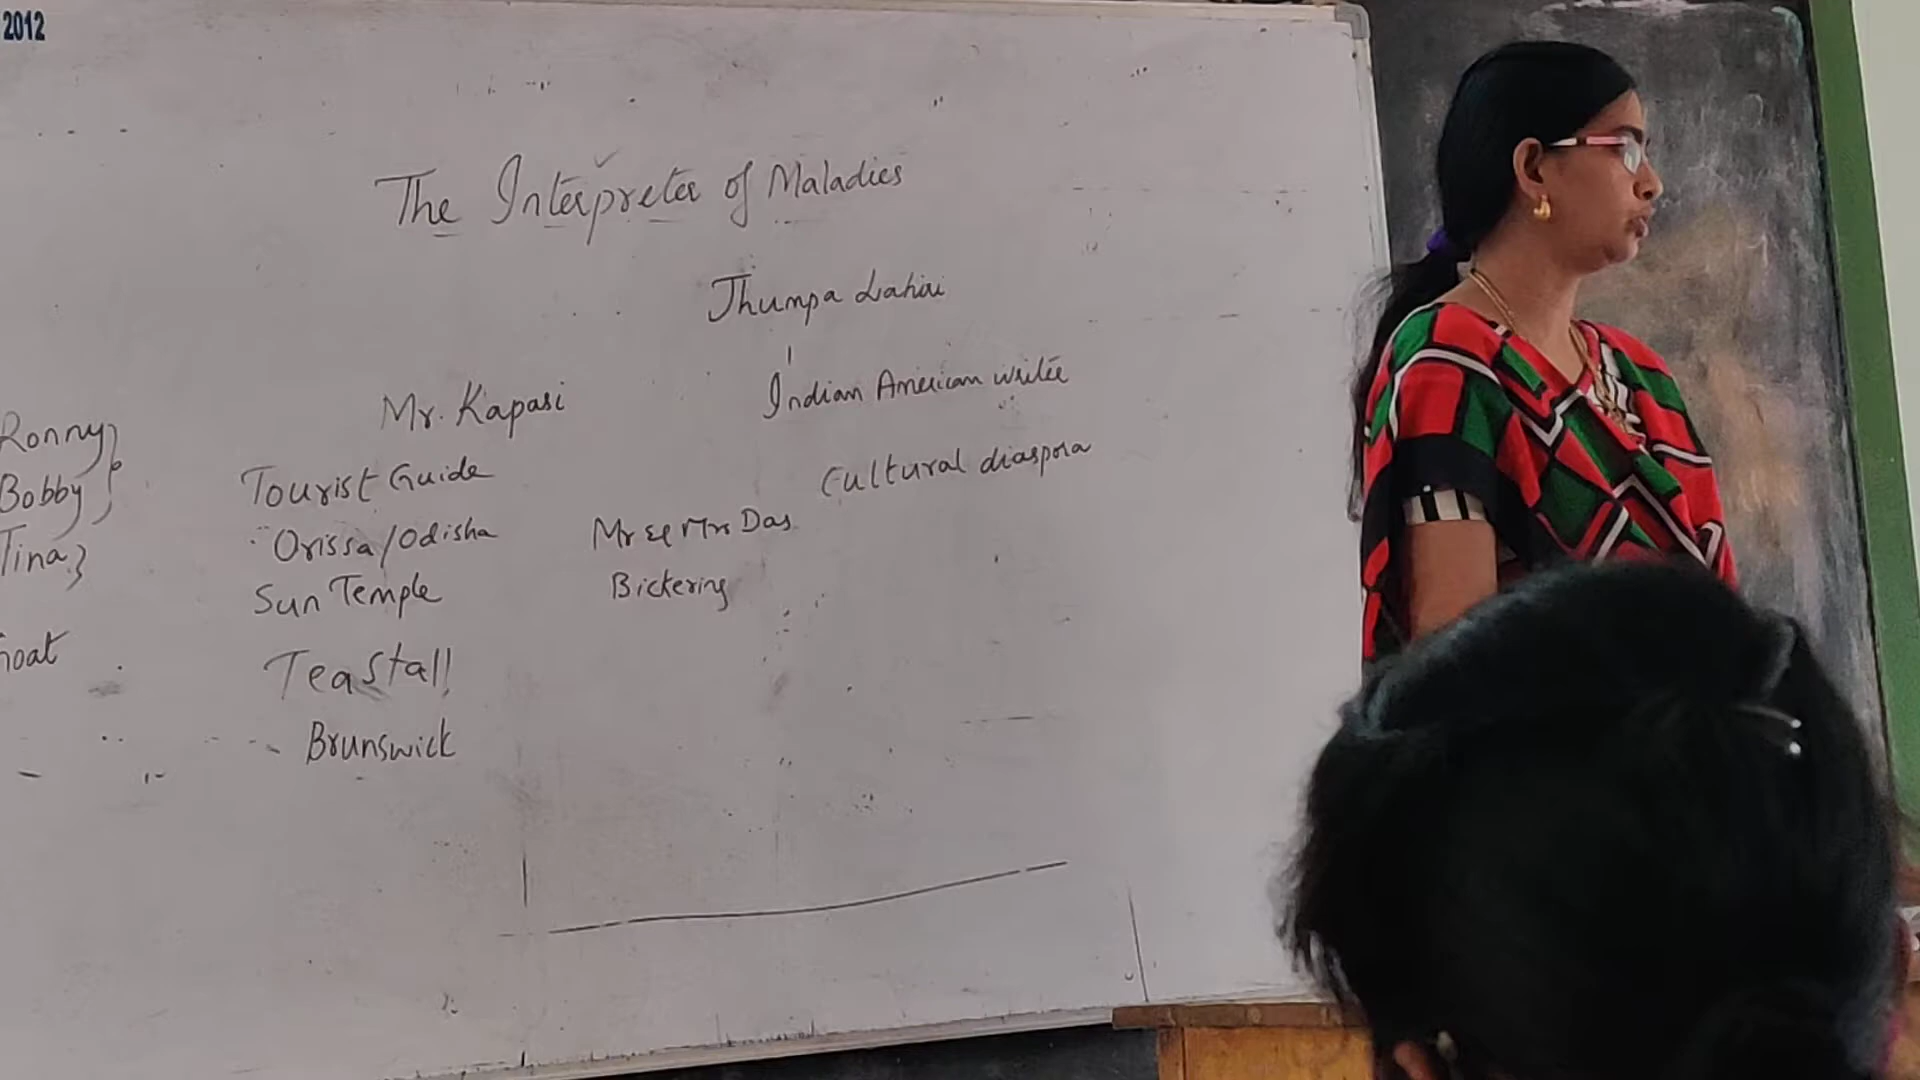 2012
The Interpreter of Maladies
Jhumpa Lahiri
Indian American writer
Cultural diaspora
Mr. Kapasi
Tourist Guide
Orissa/Odisha
Sun Temple
Tea Stall
Brunswick
Mr & Mrs Das
Bickering
Ronny
Bobby
Tina